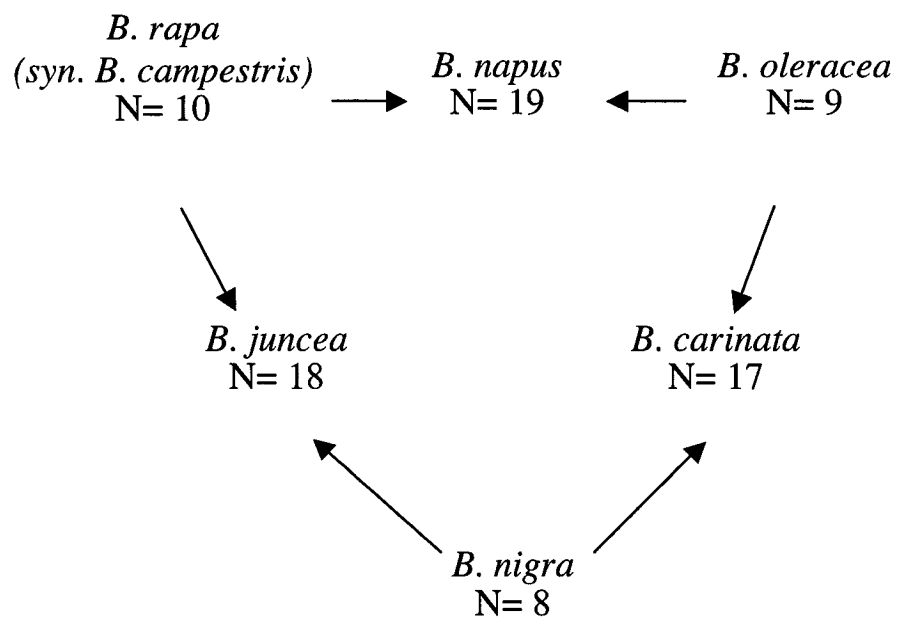 B. rapa
(syn. B. campestris)
N= 10
B. napus
N= 19
B. oleracea
N= 9
B. juncea
N= 18
B. carinata
N= 17
B. nigra
N= 8